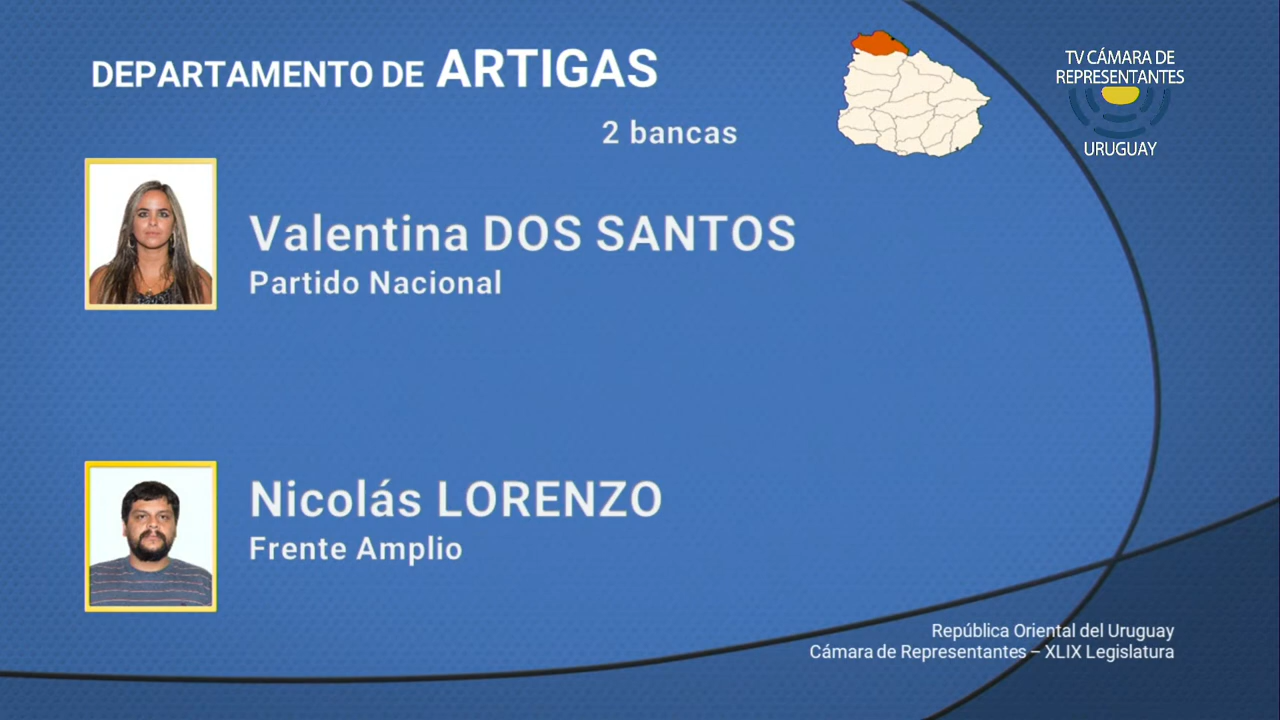 DEPARTAMENTO DE ARTIGAS
2 bancas
TV CÁMARA DE
REPRESENTANTES
URUGUAY
Valentina DOS SANTOS
Partido Nacional
Nicolás LORENZO
Frente Amplio
República Oriental del Uruguay
Cámara de Representantes – XLIX Legislatura